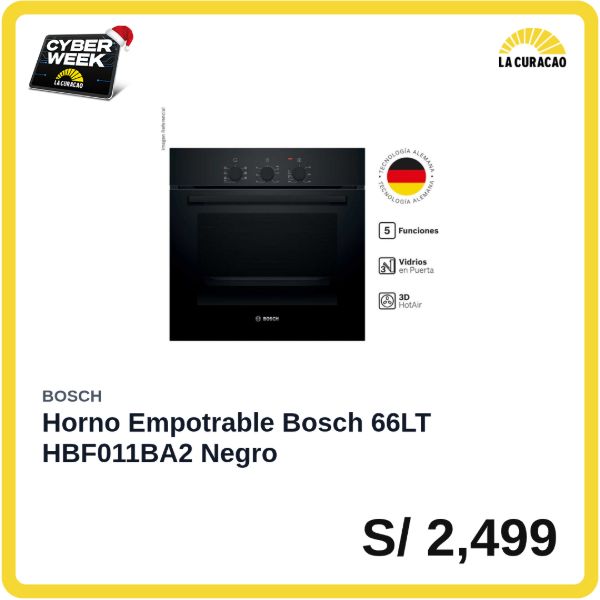 CYBER
WEEK
LA CURACAO
LA CURACAO
Imagen Referencial
TECNOLOGÍA ALEMANA
TECNOLOGÍA ALEMANA
5 Funciones
3 Vidrios
en Puerta
3D
HotAir
BOSCH
BOSCH
Horno Empotrable Bosch 66LT
HBF011BA2 Negro
S/ 2,499